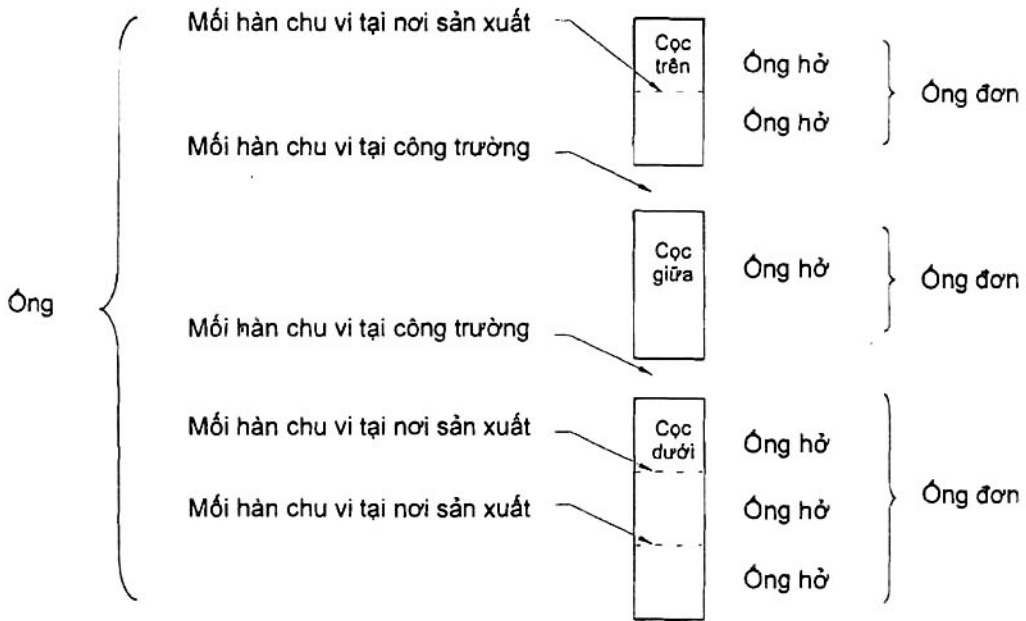 Mối hàn chu vi tại nơi sản xuất
Cọc
trên
Ống hở
Ống đơn
Ống hở
Mối hàn chu vi tại công trường
Cọc
giữa
Ống hở
Ống đơn
Ống
Mối hàn chu vi tại công trường
Mối hàn chu vi tại nơi sản xuất
Cọc
dưới
Ống hở
Mối hàn chu vi tại nơi sản xuất
Ống hở
Ống đơn
Ống hở